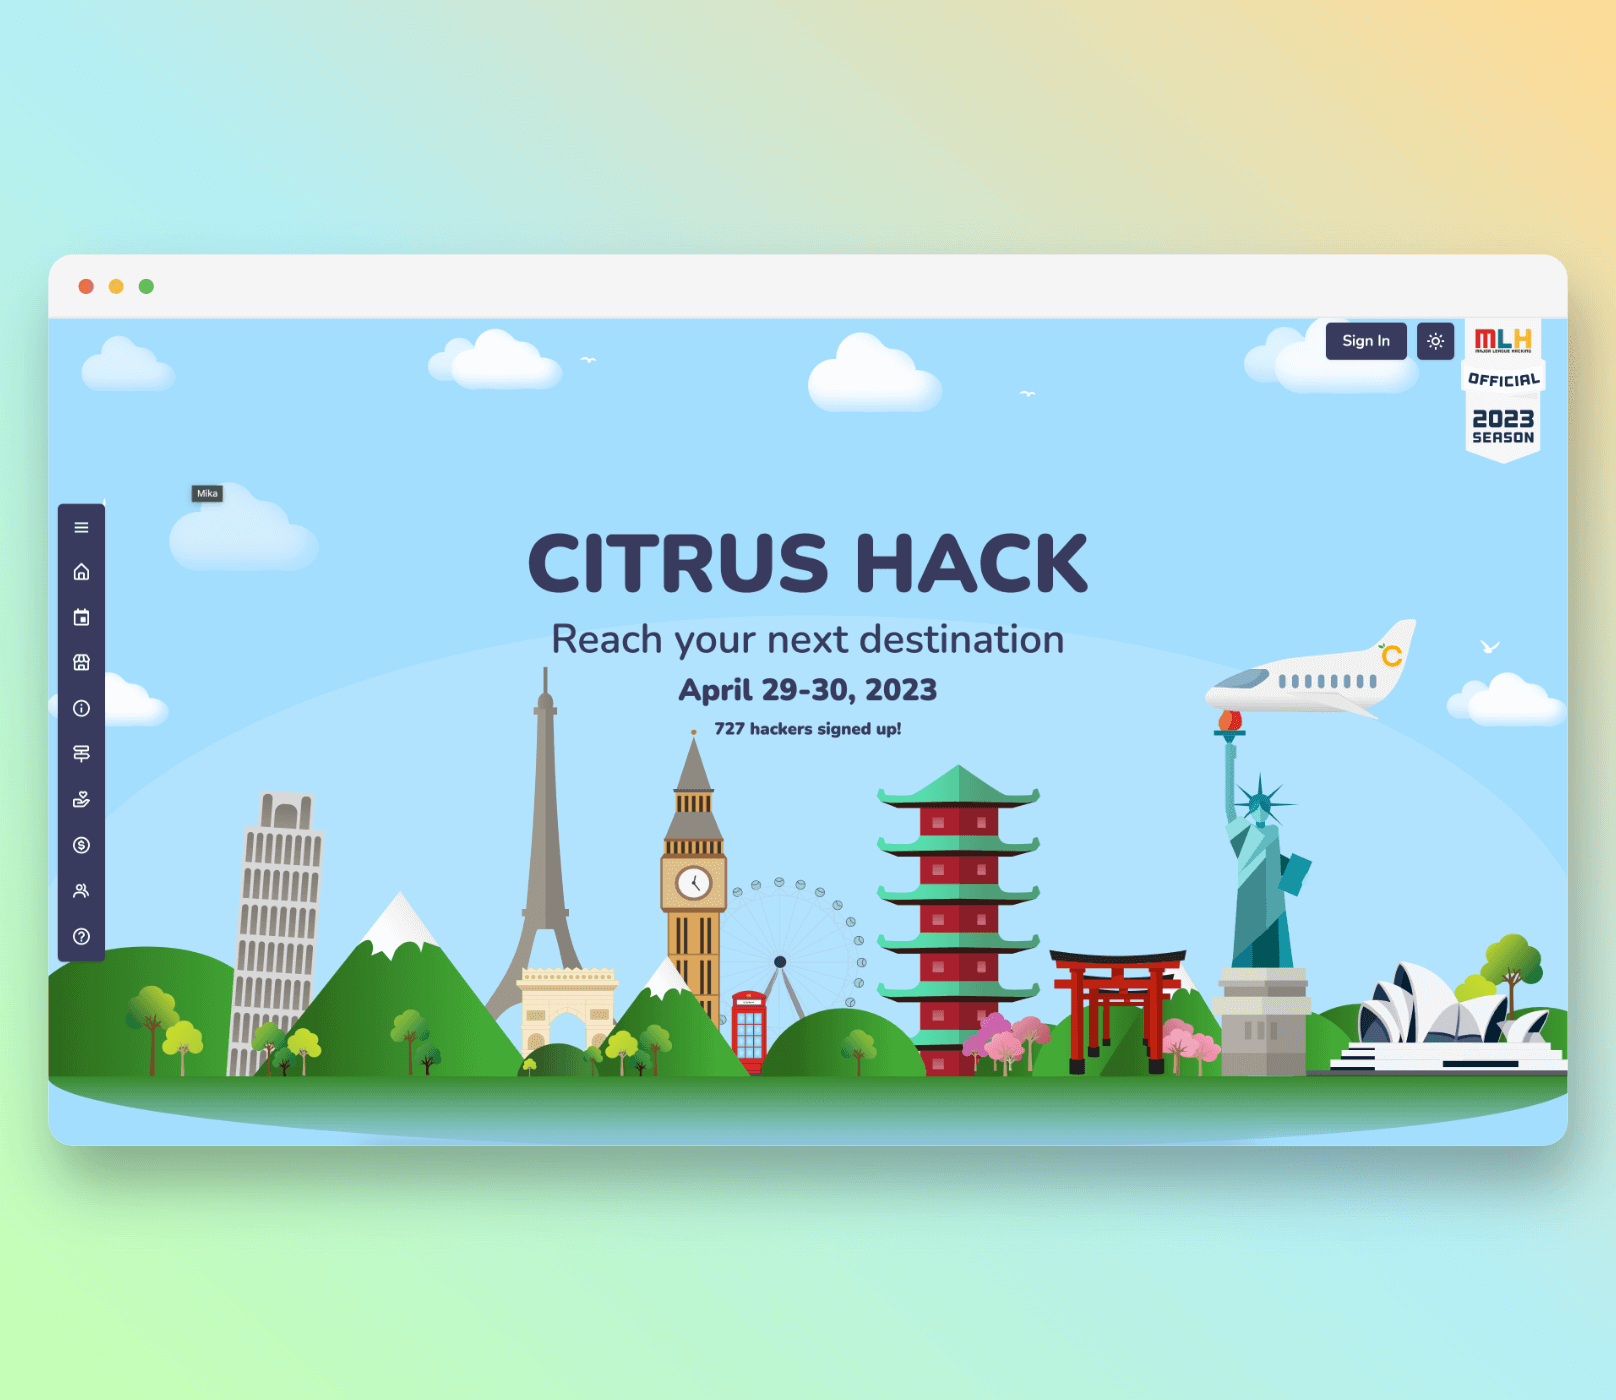 Sign In
MLH
MAJOR LEAGUE HACKING
OFFICIAL
2023
SEASON
Mika
CITRUS HACK
Reach your next destination
April 29-30, 2023
727 hackers signed up!
C